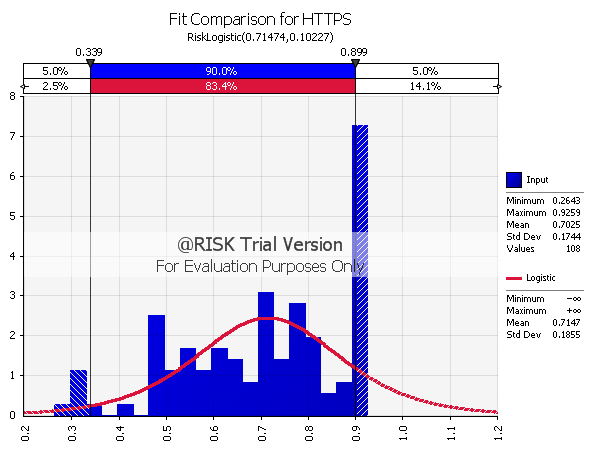 Fit Comparison for HTTPS
RiskLogistic(0.71474,0.10227)
0.339 0.899
5.0% 90.0% 5.0%
2.5% 83.4% 14.1%
8
7
6
5
4
3
2
1
0
0.2 0.3 0.4 0.5 0.6 0.7 0.8 0.9 1.0 1.1 1.2
@RISK Trial Version
For Evaluation Purposes Only
Input
Minimum 0.2643
Maximum 0.9259
Mean 0.7025
Std Dev 0.1744
Values 108
Logistic
Minimum −∞
Maximum +∞
Mean 0.7147
Std Dev 0.1855